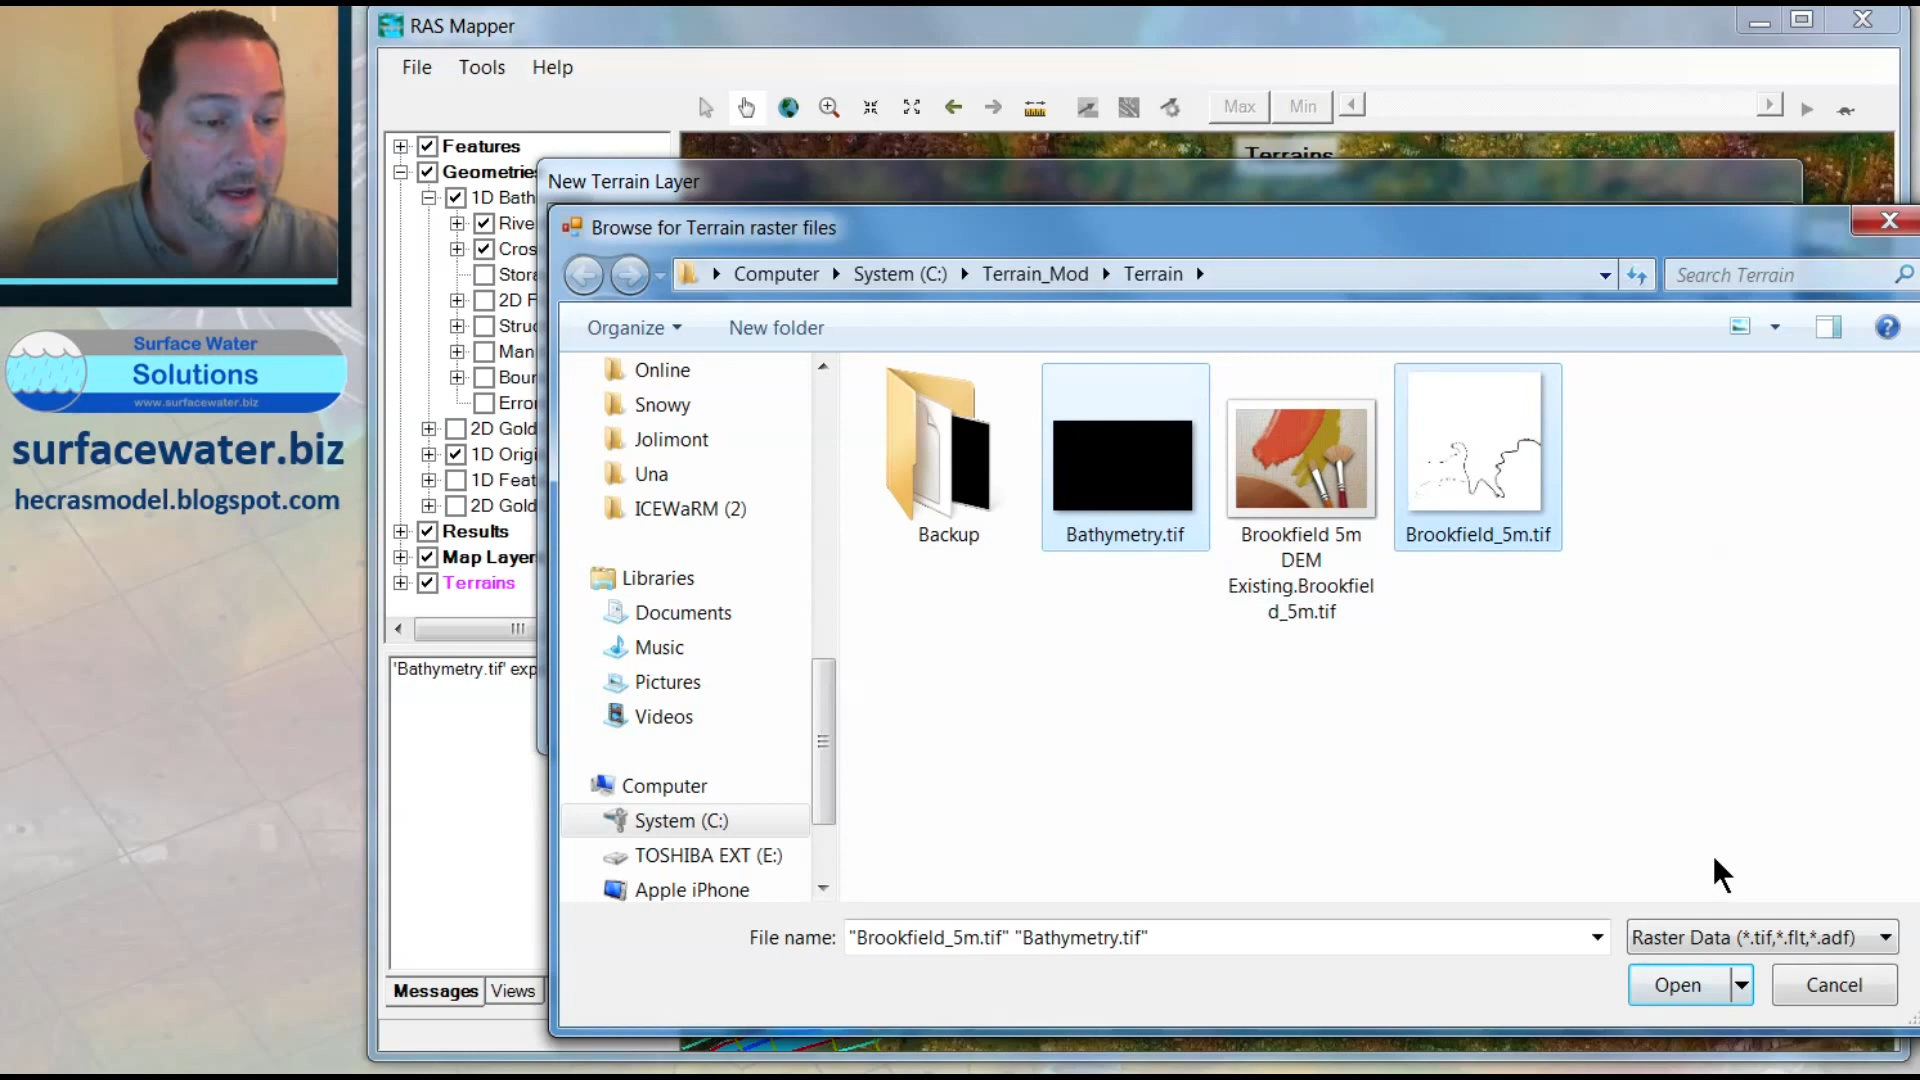 RAS Mapper
File Tools Help
Max Min
Features
Geometries
1D Bath
Rive
Cros
Stora
2D F
Struc
Man
Bour
Erro
2D Gold
1D Origi
1D Feat
2D Gold
Results
Map Layer
Terrains
'Bathymetry.tif' exp
Messages Views
Terrains
New Terrain Layer
Browse for Terrain raster files
Computer System (C:) Terrain_Mod Terrain
Search Terrain
Organize New folder
Online
Snowy
Jolimont
Una
ICEWaRM (2)
Libraries
Documents
Music
Pictures
Videos
Computer
System (C:)
TOSHIBA EXT (E:)
Apple iPhone
Backup
Bathymetry.tif
Brookfield 5m
DEM
Existing.Brookfiel
d_5m.tif
Brookfield_5m.tif
File name: "Brookfield_5m.tif" "Bathymetry.tif"
Raster Data (*.tif,*.flt,*.adf)
Open Cancel
Surface Water
Solutions
www.surfacewater.biz
surfacewater.biz
hecrasmodel.blogspot.com